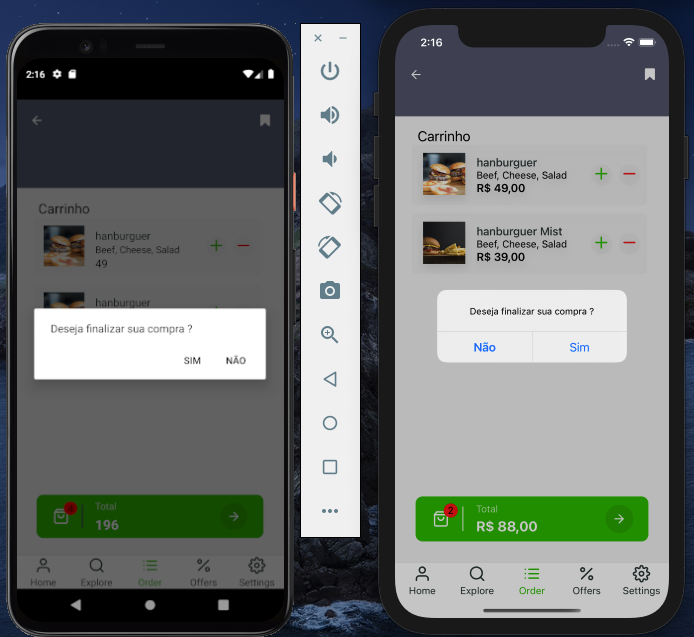 2:16
Carrinho
hanburguer
Beef, Cheese, Salad
49
hanburguer
Deseja finalizar sua compra ?
SIM NÃO
Total
196
Home Explore Order Offers Settings
2:16
Carrinho
hanburguer
Beef, Cheese, Salad
R$ 49,00
hanburguer Mist
Beef, Cheese, Salad
R$ 39,00
Deseja finalizar sua compra ?
Não Sim
2
Total
R$ 88,00
Home Explore Order Offers Settings